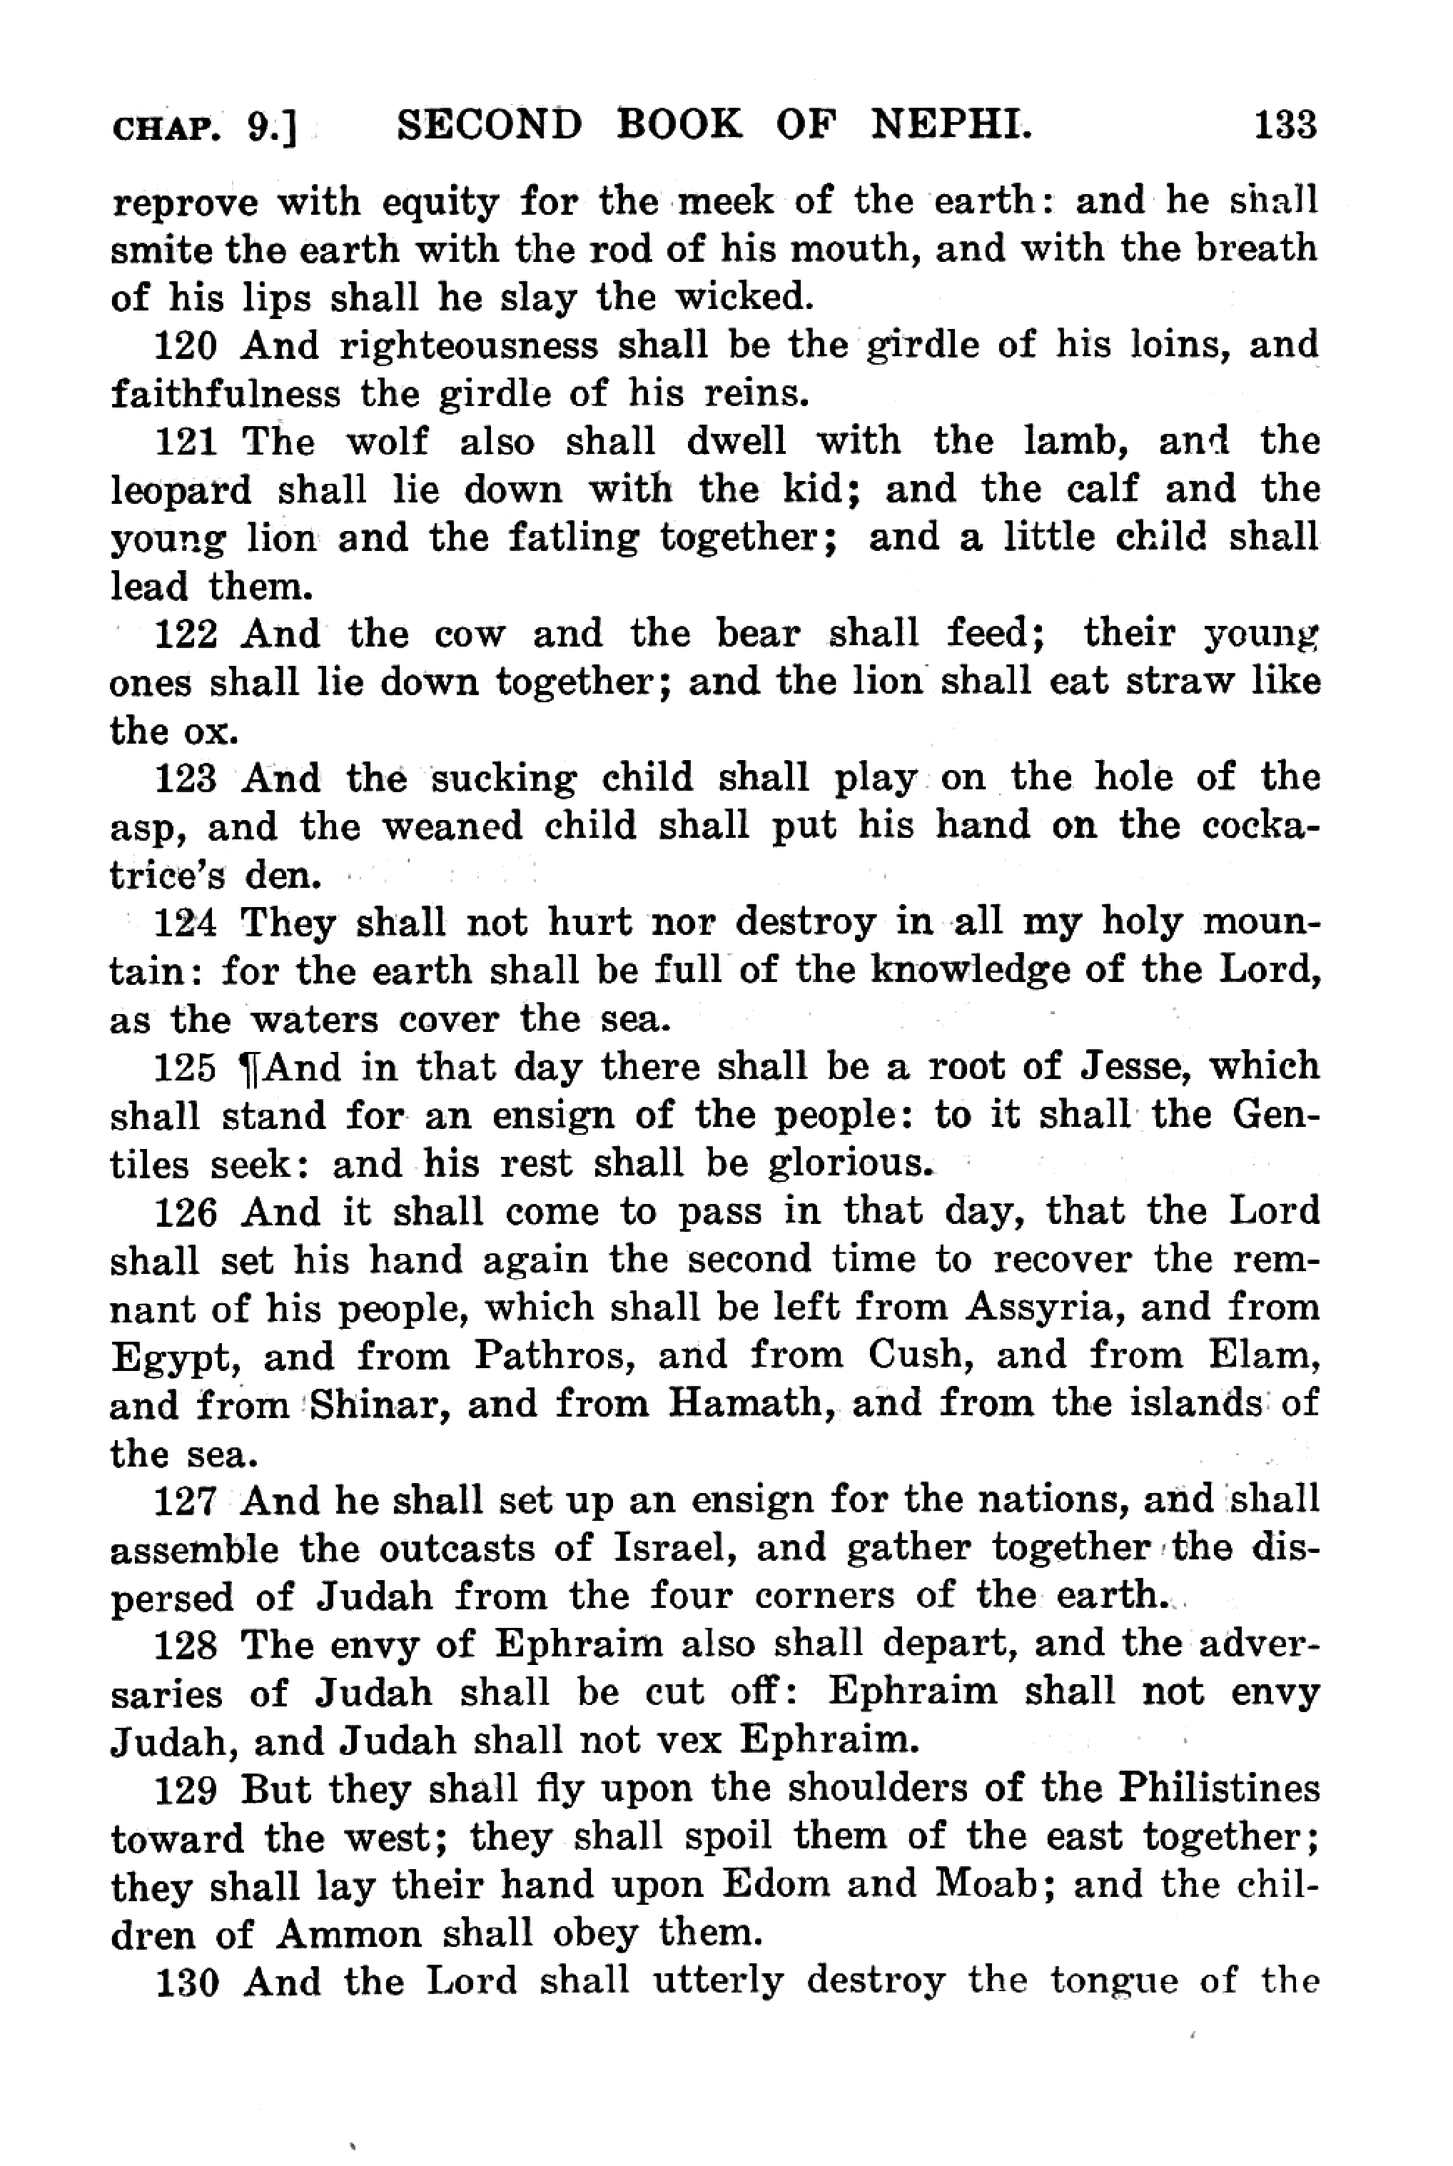 CHAP. 9.] SECOND BOOK OF NEPHI. 133
reprove with equity for the meek of the earth: and he shall
smite the earth with the rod of his mouth, and with the breath
of his lips shall he slay the wicked.
120 And righteousness shall be the girdle of his loins, and
faithfulness the girdle of his reins.
121 The wolf also shall dwell with the lamb, and the
leopard shall lie down with the kid; and the calf and the
young lion and the fatling together; and a little child shall
lead them.
122 And the cow and the bear shall feed; their young
ones shall lie down together; and the lion shall eat straw like
the ox.
123 And the sucking child shall play on the hole of the
asp, and the weaned child shall put his hand on the cocka-
trice's den.
124 They shall not hurt nor destroy in all my holy moun-
tain: for the earth shall be full of the knowledge of the Lord,
as the waters cover the sea.
125 ¶And in that day there shall be a root of Jesse, which
shall stand for an ensign of the people: to it shall the Gen-
tiles seek: and his rest shall be glorious.
126 And it shall come to pass in that day, that the Lord
shall set his hand again the second time to recover the rem-
nant of his people, which shall be left from Assyria, and from
Egypt, and from Pathros, and from Cush, and from Elam,
and from Shinar, and from Hamath, and from the islands of
the sea.
127 And he shall set up an ensign for the nations, and shall
assemble the outcasts of Israel, and gather together the dis-
persed of Judah from the four corners of the earth.
128 The envy of Ephraim also shall depart, and the adver-
saries of Judah shall be cut off: Ephraim shall not envy
Judah, and Judah shall not vex Ephraim.
129 But they shall fly upon the shoulders of the Philistines
toward the west; they shall spoil them of the east together;
they shall lay their hand upon Edom and Moab; and the chil-
dren of Ammon shall obey them.
130 And the Lord shall utterly destroy the tongue of the